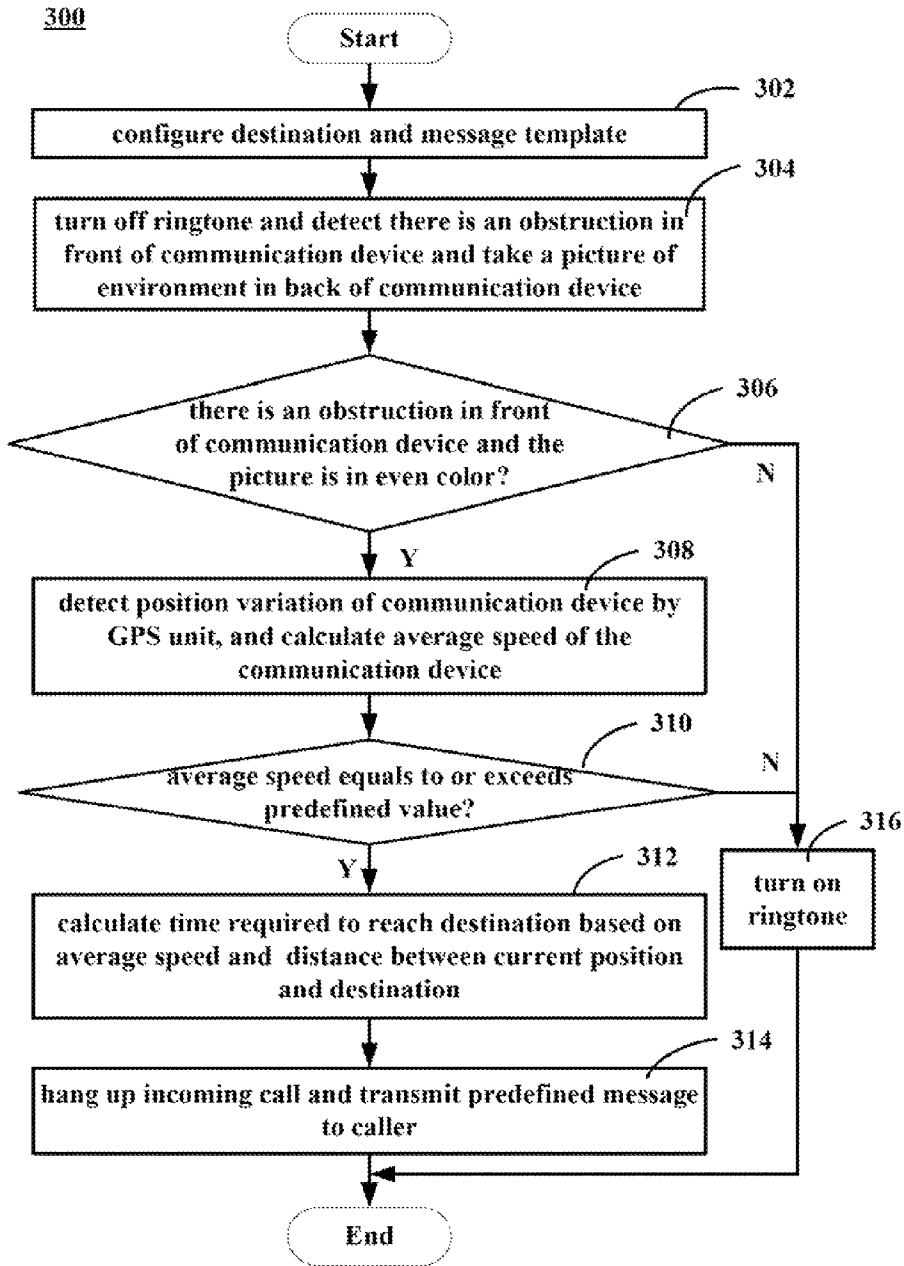 300
Start
302
configure destination and message template
304
turn off ringtone and detect there is an obstruction in
front of communication device and take a picture of
environment in back of communication device
306
there is an obstruction in front
of communication device and the
picture is in even color?
N
Y
308
detect position variation of communication device by
GPS unit, and calculate average speed of the
communication device
310
average speed equals to or exceeds
predefined value?
N
Y
312
316
turn on
ringtone
calculate time required to reach destination based on
average speed and distance between current position
and destination
314
hang up incoming call and transmit predefined message
to caller
End